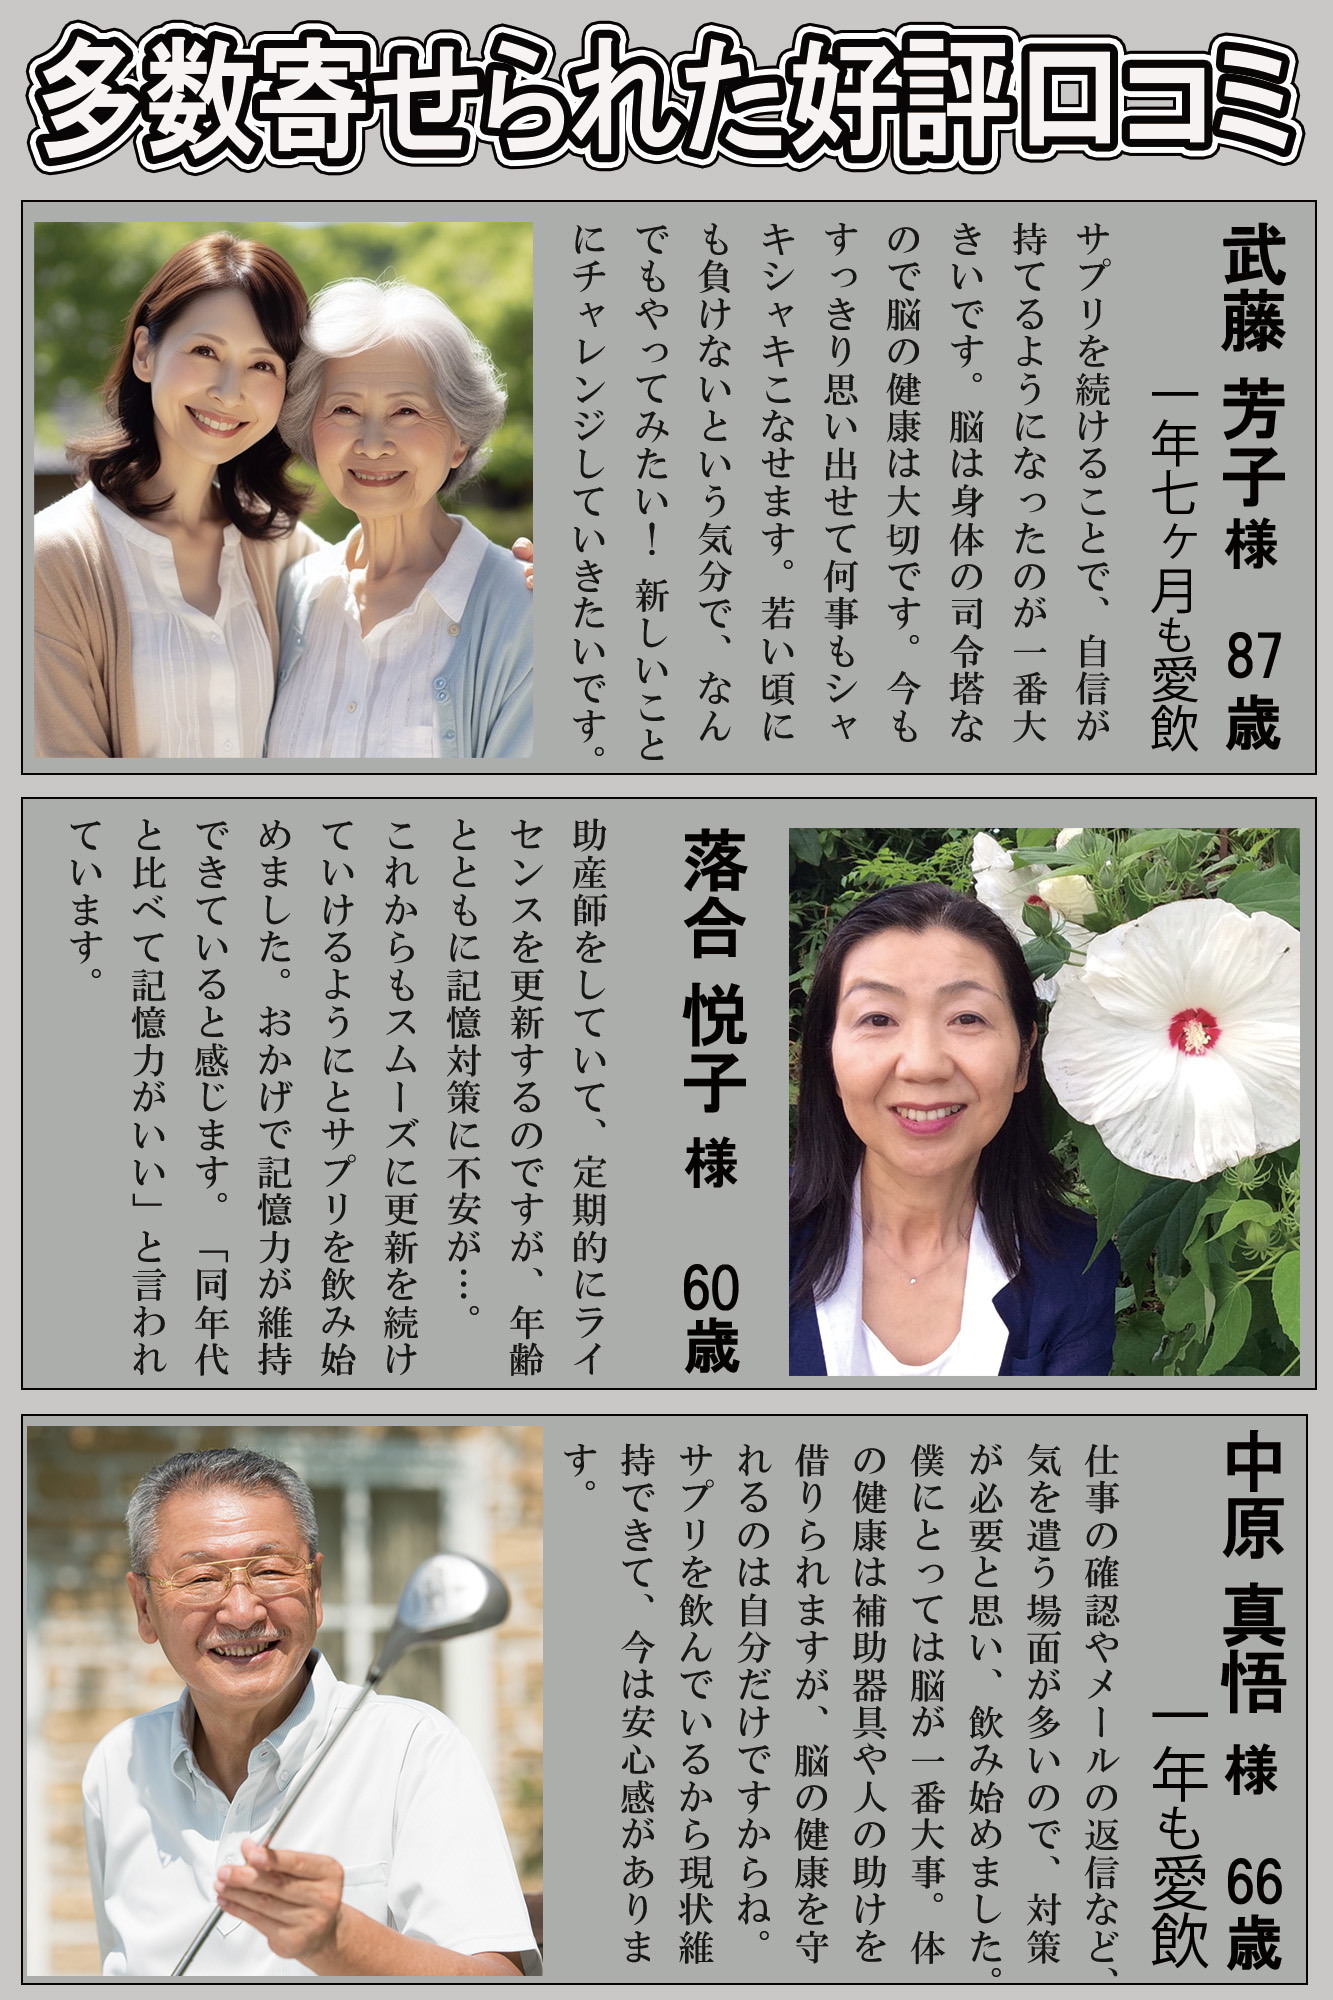 多数寄せられた好評口コミ
武藤 芳子様 87歳
一年七ヶ月も愛飲
サプリを続けることで、自信が
持てるようになったのが一番大
きいです。脳は身体の司令塔な
ので脳の健康は大切です。今も
すっきり思い出せて何事もシャ
キシャキこなせます。若い頃に
も負けないという気分で、なん
でもやってみたい！ 新しいこと
にチャレンジしていきたいです。
落合 悦子 様 60歳
助産師をしていて、定期的にライ
センスを更新するのですが、年齢
とともに記憶対策に不安が…。
これからもスムーズに更新を続け
ていけるようにとサプリを飲み始
めました。おかげで記憶力が維持
できていると感じます。「同年代
と比べて記憶力がいい」と言われ
ています。
中原 真悟 様 66歳
一年も愛飲
仕事の確認やメールの返信など、
気を遣う場面が多いので、対策
が必要と思い、飲み始めました。
僕にとっては脳が一番大事。体
の健康は補助器具や人の助けを
借りられますが、脳の健康を守
れるのは自分だけですからね。
サプリを飲んでいるから現状維
持できて、今は安心感がありま
す。